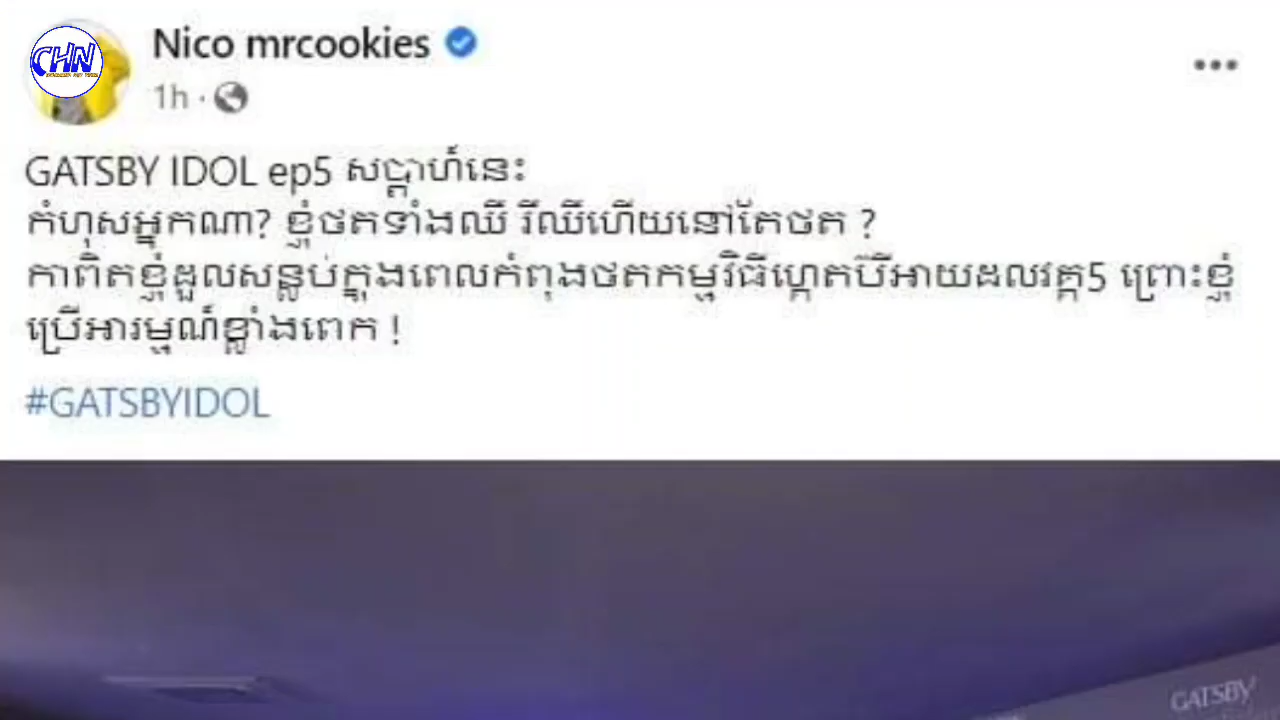 CHN
Nico mrcookies
1h ·
GATSBY IDOL ep5 សប្ដាហ៍នេះ
កំហុសអ្នកណា? ខ្ញុំថតទាំងឈឺ រឺឈឺហើយនៅតែថត ?
ការពិតខ្ញុំដួលសន្លប់ក្នុងពេលកំពុងថតកម្មវិធីហ្គេតប៊ីអាយដលវគ្គ5 ព្រោះខ្ញុំ
ប្រើអារម្មណ៍ខ្លាំងពេក !
#GATSBYIDOL
GATSBY